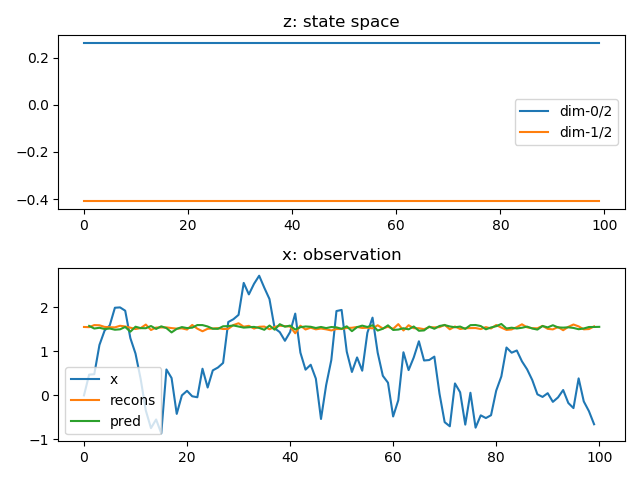 z: state space
0.2
0.0
−0.2
−0.4
dim-0/2
dim-1/2
0 20 40 60 80 100
x: observation
2
1
0
−1
x
recons
pred
0 20 40 60 80 100